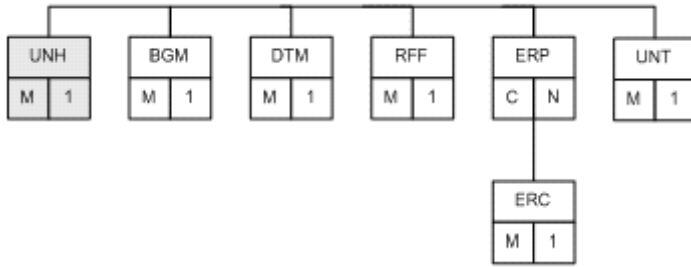 UNH BGM DTM RFF ERP UNT
M 1 M 1 M 1 M 1 C N M 1
ERC
M 1